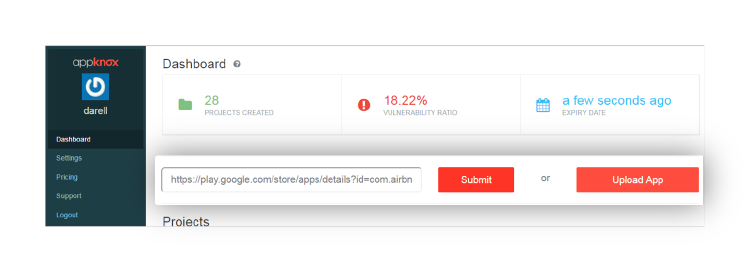 appknox
darell
Dashboard
Settings
Pricing
Support
Logout
Dashboard
28
PROJECTS CREATED
18.22%
VULNERABILITY RATIO
a few seconds ago
EXPIRY DATE
https://play.google.com/store/apps/details?id=com.airbn
Submit
or
Upload App
Projects